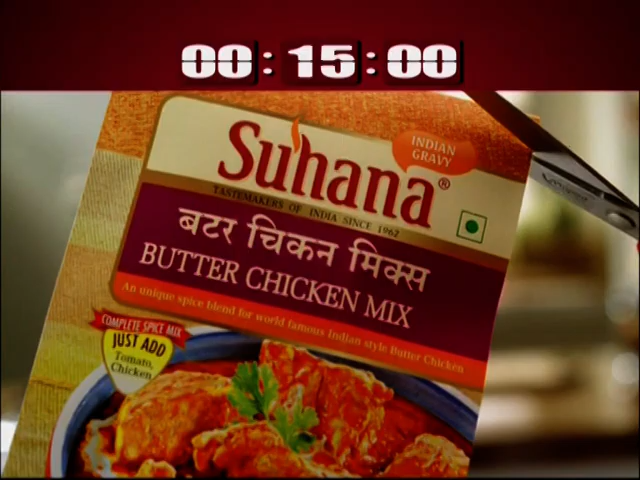 00:15:00
INDIAN
GRAVY
Suhana®
TASTEMAKERS OF INDIA SINCE 1962
बटर चिकन मिक्स
BUTTER CHICKEN MIX
An unique spice blend for world famous Indian style Butter Chicken
COMPLETE SPICE MIX
JUST ADD
Tomato,
Chicken